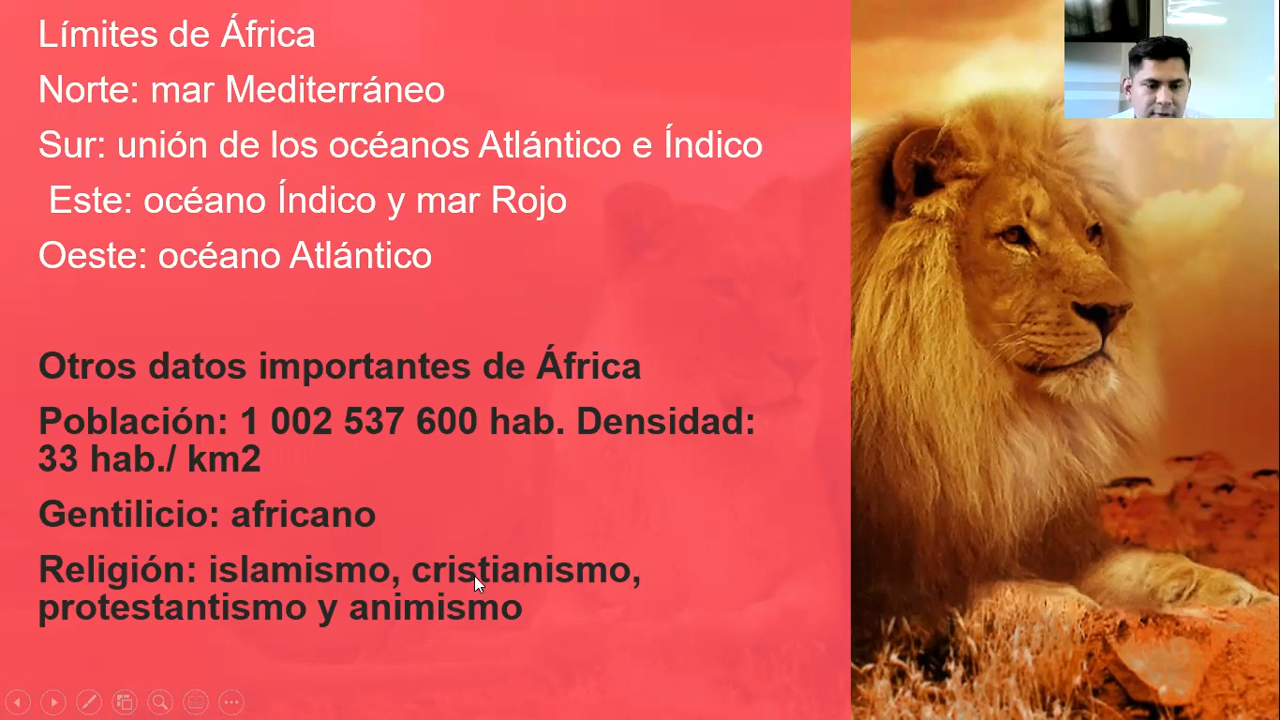 Límites de África
Norte: mar Mediterráneo
Sur: unión de los océanos Atlántico e Índico
Este: océano Índico y mar Rojo
Oeste: océano Atlántico
Otros datos importantes de África
Población: 1 002 537 600 hab. Densidad:
33 hab./ km2
Gentilicio: africano
Religión: islamismo, cristianismo,
protestantismo y animismo